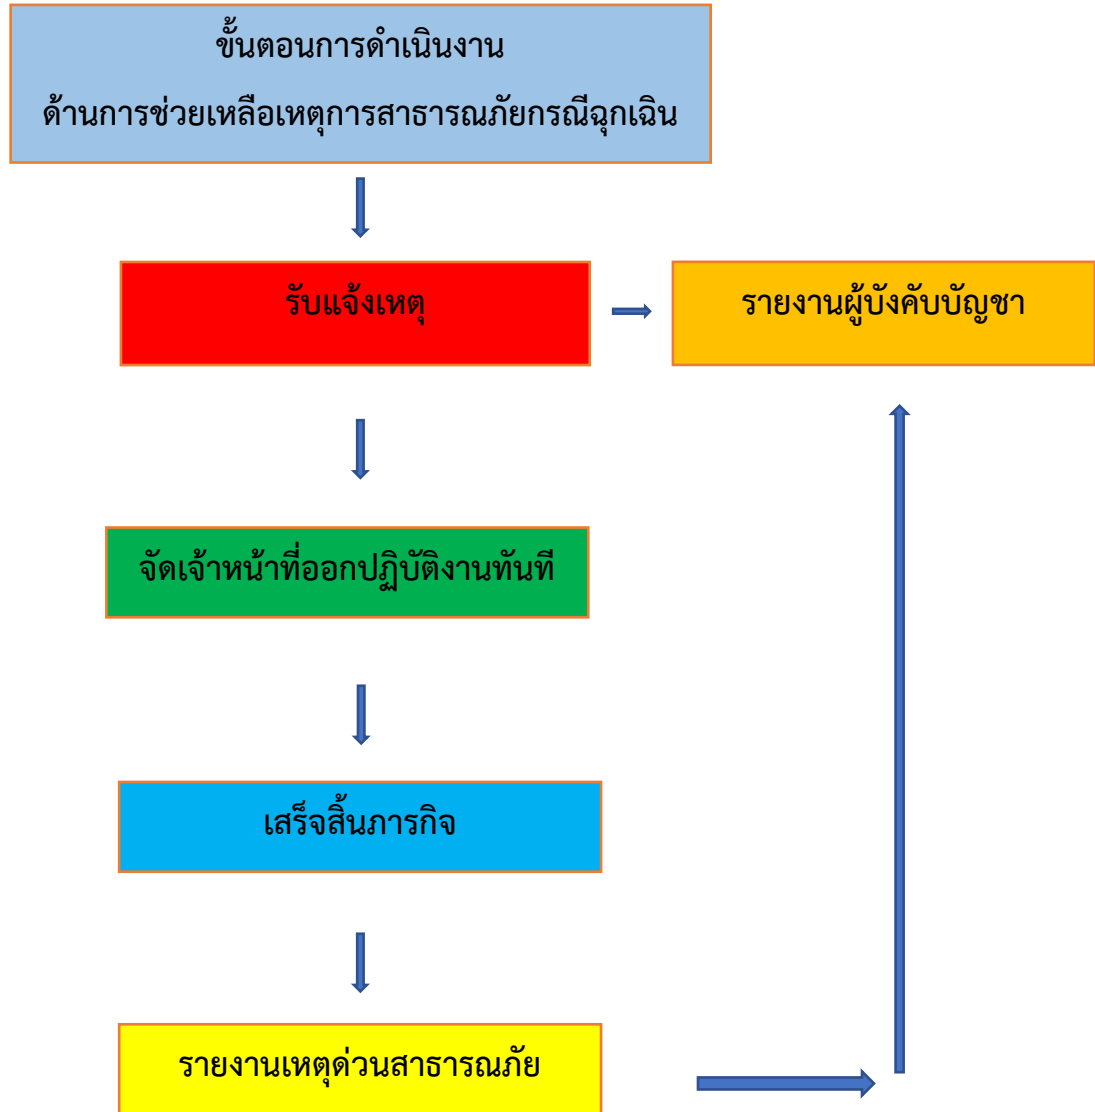 ขั้นตอนการดำเนินงาน
ด้านการช่วยเหลือเหตุการสาธารณภัยกรณีฉุกเฉิน
รับแจ้งเหตุ
รายงานผู้บังคับบัญชา
จัดเจ้าหน้าที่ออกปฏิบัติงานทันที
เสร็จสิ้นภารกิจ
รายงานเหตุด่วนสาธารณภัย